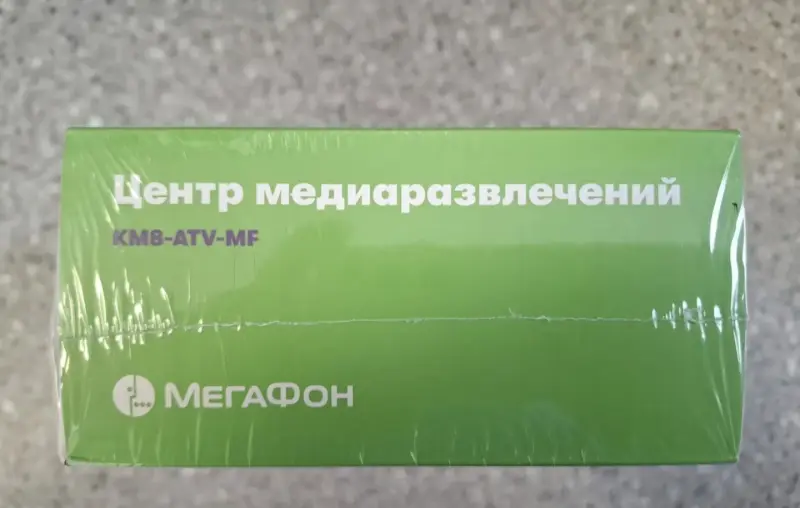 Центр медиаразвлечений
KM8-ATV-MF
МегаФон